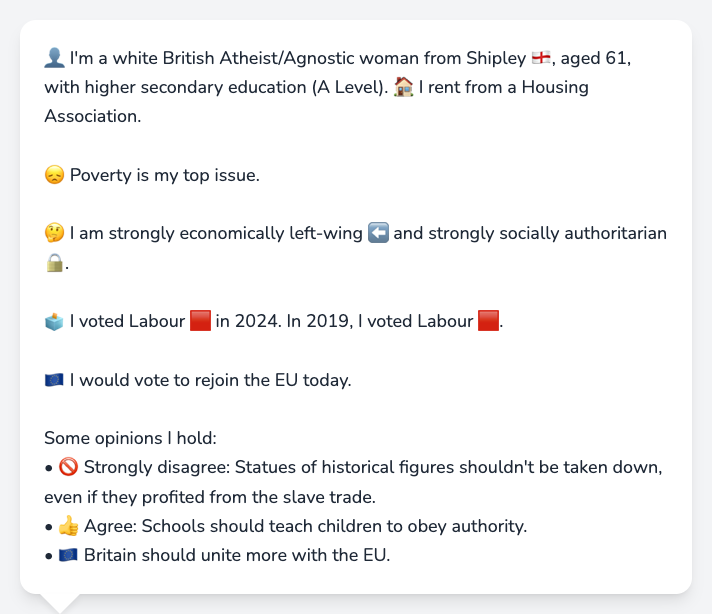 👤 I'm a white British Atheist/Agnostic woman from Shipley 🏴󠁧󠁢󠁥󠁮󠁧󠁿, aged 61,
with higher secondary education (A Level). 🏠 I rent from a Housing
Association.
😞 Poverty is my top issue.
🤔 I am strongly economically left-wing ⬅️ and strongly socially authoritarian
🔒.
🗳️ I voted Labour 🟥 in 2024. In 2019, I voted Labour 🟥.
🇪🇺 I would vote to rejoin the EU today.
Some opinions I hold:
• 🚫 Strongly disagree: Statues of historical figures shouldn't be taken down,
even if they profited from the slave trade.
• 👍 Agree: Schools should teach children to obey authority.
• 🇪🇺 Britain should unite more with the EU.